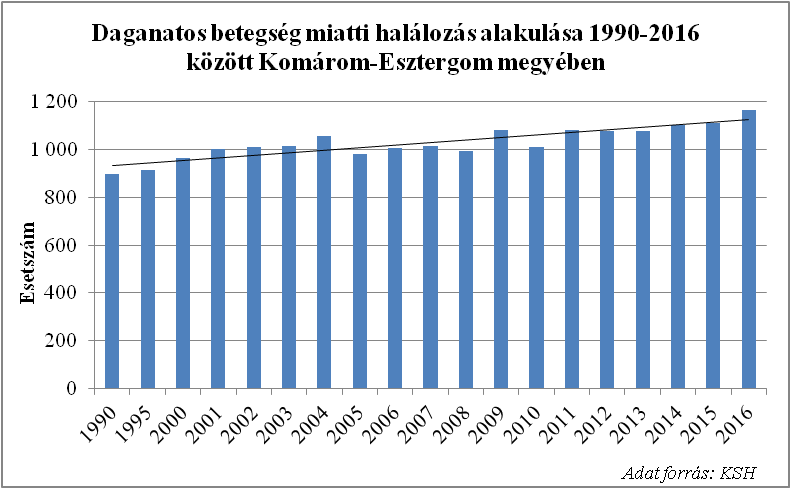 Daganatos betegség miatti halálozás alakulása 1990-2016
között Komárom-Esztergom megyében
Esetszám
1 200
1 000
800
600
400
200
0
1990 1995 2000 2001 2002 2003 2004 2005 2006 2007 2008 2009 2010 2011 2012 2013 2014 2015 2016
Adat forrás: KSH